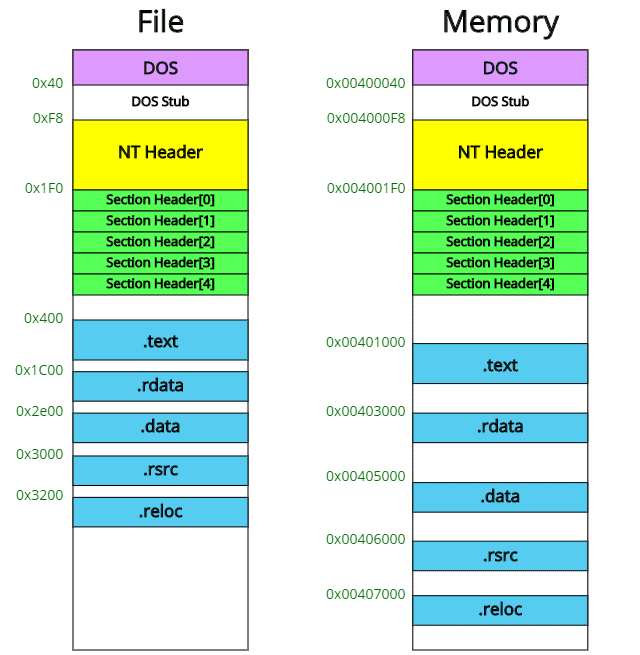 File
DOS
0x40
DOS Stub
0xF8
NT Header
0x1F0
Section Header[0]
Section Header[1]
Section Header[2]
Section Header[3]
Section Header[4]
0x400
.text
0x1C00
.rdata
0x2e00
.data
0x3000
.rsrc
0x3200
.reloc
Memory
DOS
0x00400040
DOS Stub
0x004000F8
NT Header
0x004001F0
Section Header[0]
Section Header[1]
Section Header[2]
Section Header[3]
Section Header[4]
0x00401000
.text
0x00403000
.rdata
0x00405000
.data
0x00406000
.rsrc
0x00407000
.reloc